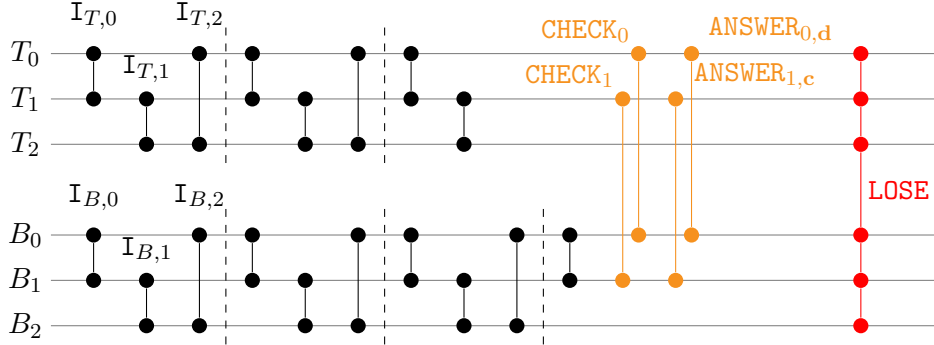 I_{T,0} I_{T,2} CHECK_0 ANSWER_{0,d}
T_0
I_{T,1} CHECK_1 ANSWER_{1,c}
T_1
T_2
I_{B,0} I_{B,2} LOSE
B_0
I_{B,1}
B_1
B_2